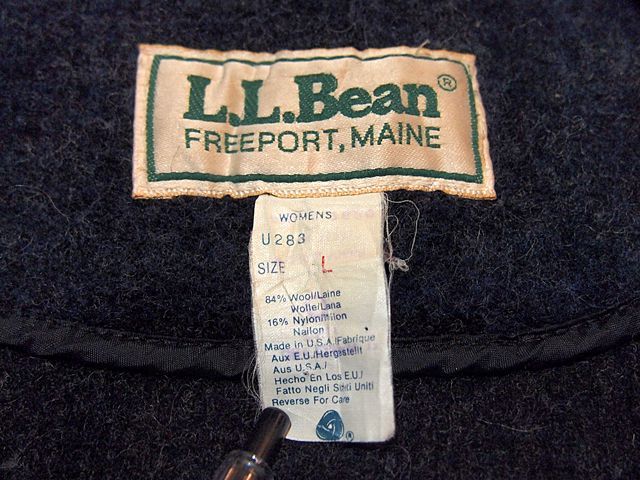 L.L.Bean®
FREEPORT, MAINE
WOMENS
U283
SIZE L
84% Wool/Laine
Wolle/Lana
16% Nylon/Nilon
Nailon
Made in U.S.A./Fabrique
Aux E.U./Hergestellt
Aus U.S.A./
Hecho En Los E.U./
Fatto Negli Stati Uniti
Reverse For Care